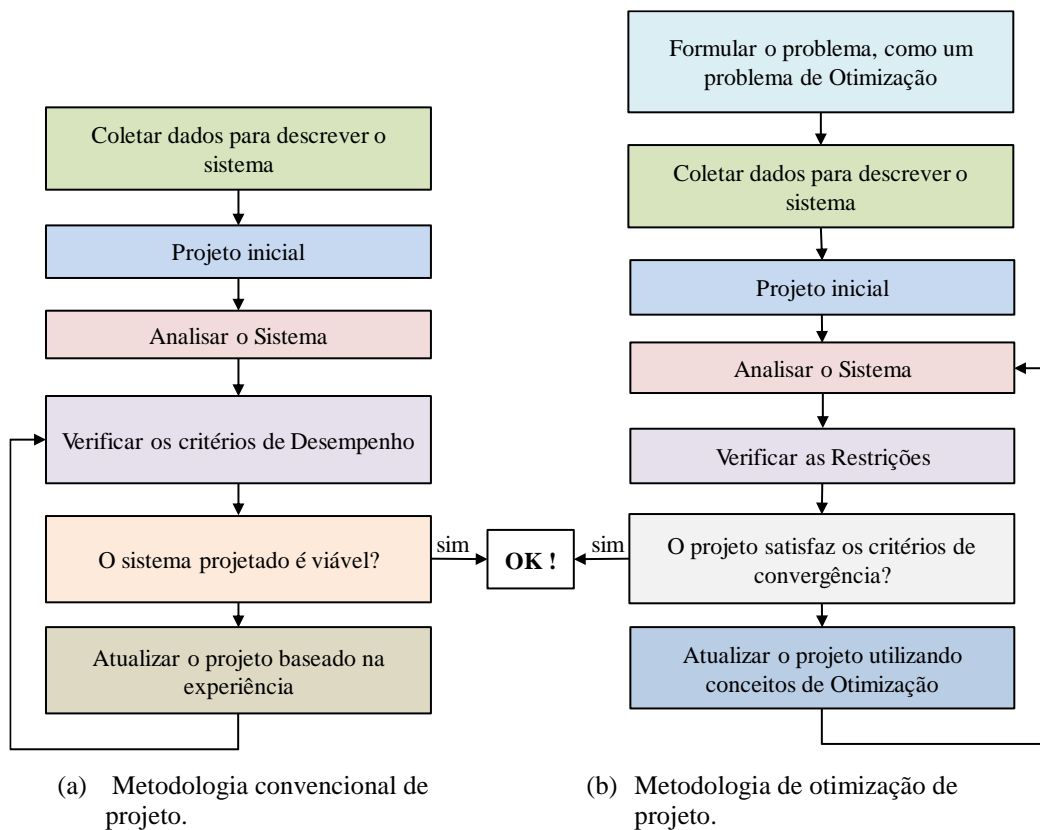 Coletar dados para descrever o
sistema
Projeto inicial
Analisar o Sistema
Verificar os critérios de Desempenho
O sistema projetado é viável?
sim
Atualizar o projeto baseado na
experiência
(a) Metodologia convencional de
projeto.
OK !
Formular o problema, como um
problema de Otimização
Coletar dados para descrever o
sistema
Projeto inicial
Analisar o Sistema
Verificar as Restrições
sim
O projeto satisfaz os critérios de
convergência?
Atualizar o projeto utilizando
conceitos de Otimização
(b) Metodologia de otimização de
projeto.